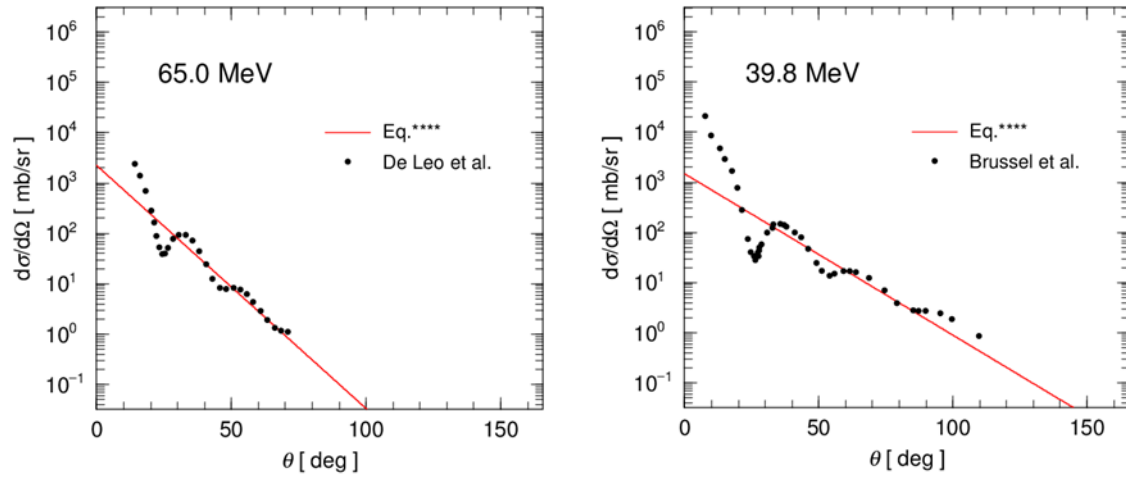 10⁶
10⁵
10⁴
10³
10²
10¹
10⁰
10⁻¹
dσ/dΩ [ mb/sr]
65.0 MeV
Eq.****
De Leo et al.
0 50 100 150
θ [ deg ]
10⁶
10⁵
10⁴
10³
10²
10¹
10⁰
10⁻¹
dσ/dΩ [ mb/sr]
39.8 MeV
Eq.****
Brussel et al.
0 50 100 150
θ [ deg ]